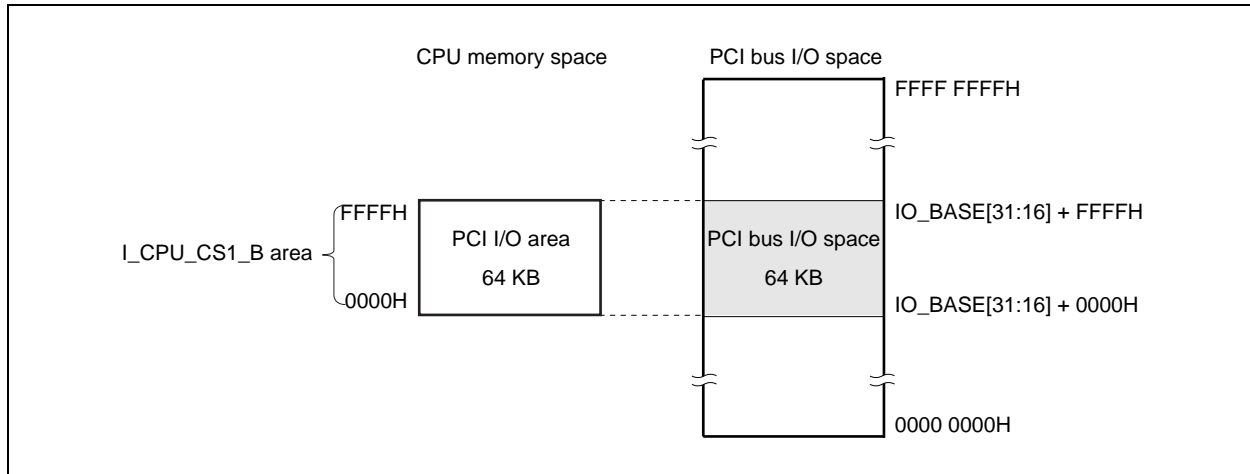 CPU memory space
PCI bus I/O space
FFFF FFFFH
FFFFH
IO_BASE[31:16] + FFFFH
PCI I/O area
PCI bus I/O space
I_CPU_CS1_B area
64 KB
64 KB
0000H
IO_BASE[31:16] + 0000H
0000 0000H